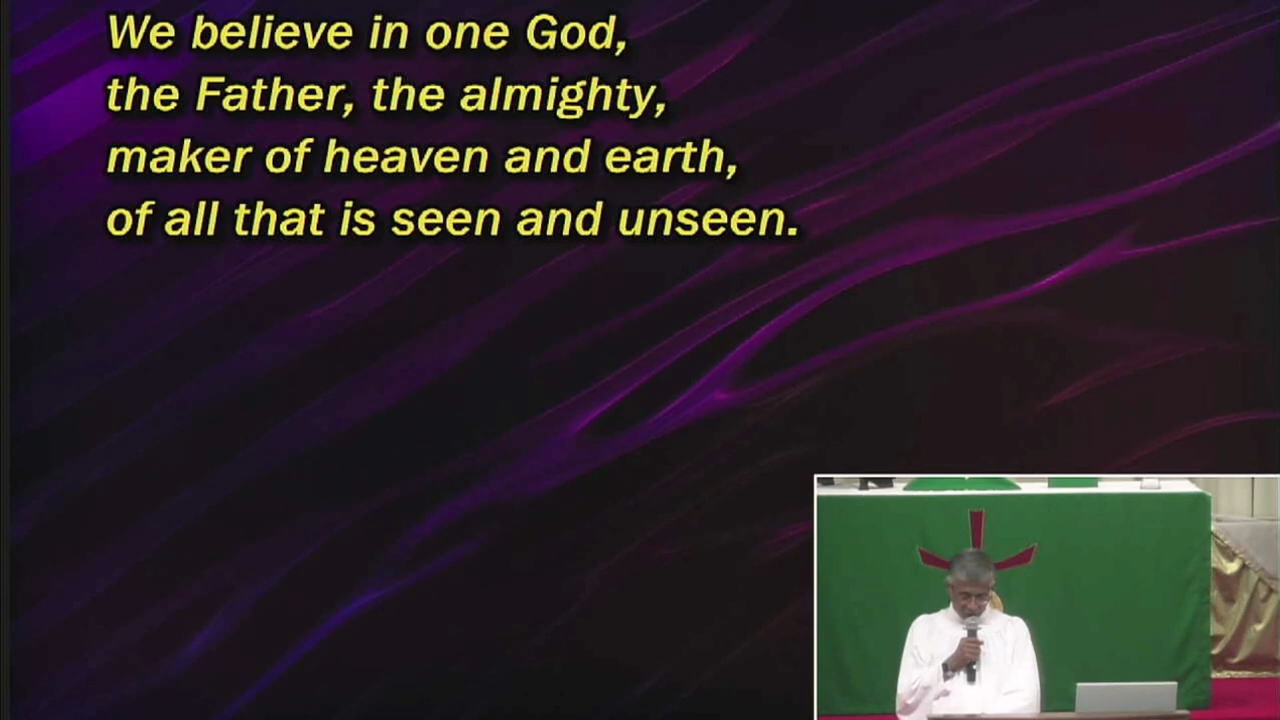 We believe in one God,
the Father, the almighty,
maker of heaven and earth,
of all that is seen and unseen.